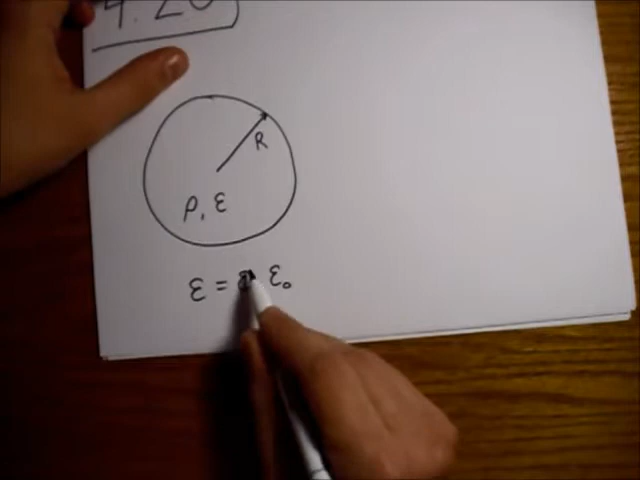 4.20
R
ρ, ε
ε = ε₀